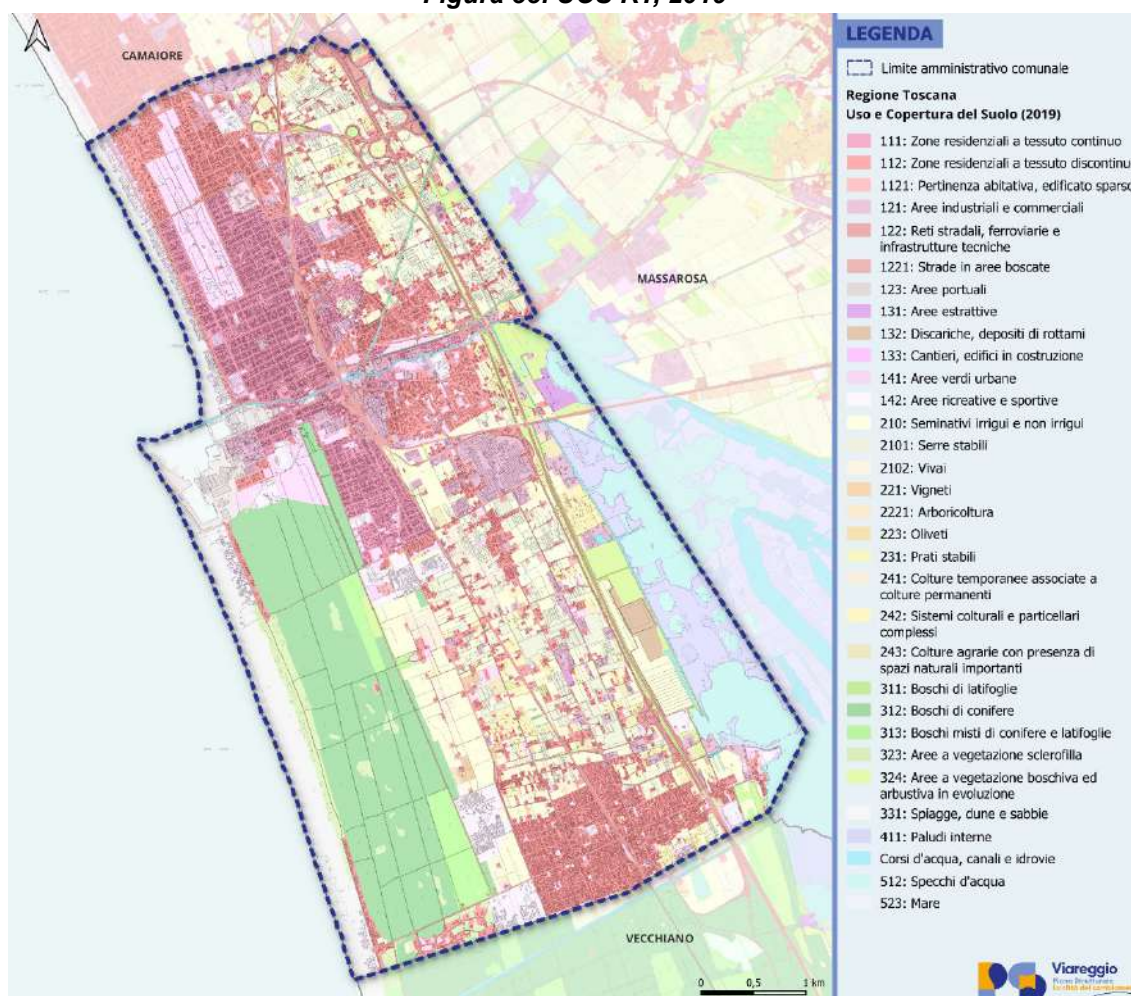 CAMAIORE
MASSAROSA
VECCHIANO
0 0,5 1 km
LEGENDA
Limite amministrativo comunale
Regione Toscana
Uso e Copertura del Suolo (2019)
111: Zone residenziali a tessuto continuo
112: Zone residenziali a tessuto discontinu
1121: Pertinenza abitativa, edificato sparso
121: Aree industriali e commerciali
122: Reti stradali, ferroviarie e
infrastrutture tecniche
1221: Strade in aree boscate
123: Aree portuali
131: Aree estrattive
132: Discariche, depositi di rottami
133: Cantieri, edifici in costruzione
141: Aree verdi urbane
142: Aree ricreative e sportive
210: Seminativi irrigui e non irrigui
2101: Serre stabili
2102: Vivai
221: Vigneti
2221: Arboricoltura
223: Oliveti
231: Prati stabili
241: Colture temporanee associate a
colture permanenti
242: Sistemi colturali e particellari
complessi
243: Colture agrarie con presenza di
spazi naturali importanti
311: Boschi di latifoglie
312: Boschi di conifere
313: Boschi misti di conifere e latifoglie
323: Aree a vegetazione sclerofilla
324: Aree a vegetazione boschiva ed
arbustiva in evoluzione
331: Spiagge, dune e sabbie
411: Paludi interne
Corsi d'acqua, canali e idrovie
512: Specchi d'acqua
523: Mare
Viareggio
Piano Strutturale